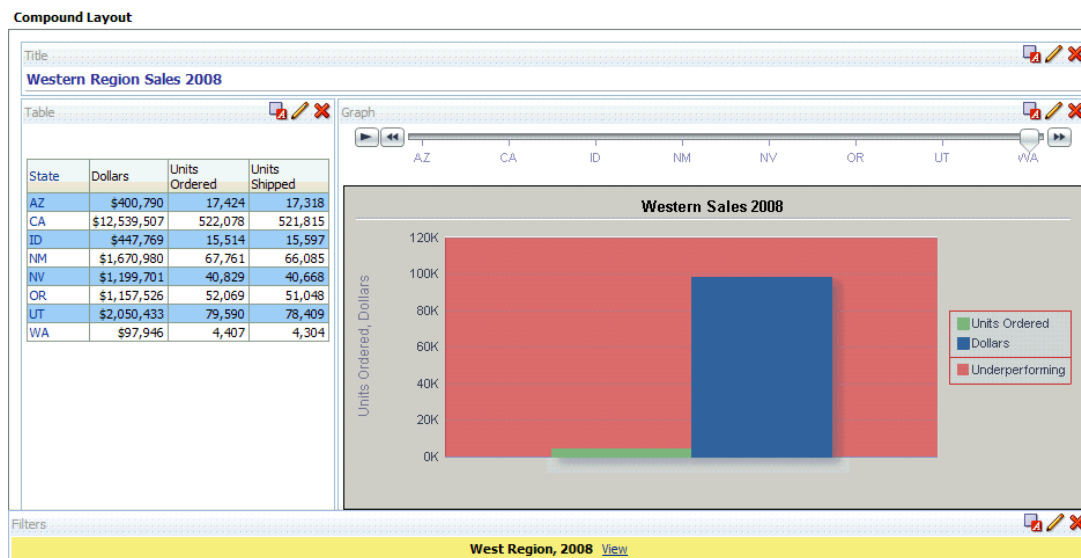 Compound Layout
Title
Western Region Sales 2008
Table
State Dollars Units Ordered Units Shipped
AZ $400,790 17,424 17,318
CA $12,539,507 522,078 521,815
ID $447,769 15,514 15,597
NM $1,670,980 67,761 66,085
NV $1,199,701 40,829 40,668
OR $1,157,526 52,069 51,048
UT $2,050,433 79,590 78,409
WA $97,946 4,407 4,304
Graph
AZ CA ID NM NV OR UT WA
Western Sales 2008
Units Ordered, Dollars
120K
100K
80K
60K
40K
20K
0K
Units Ordered
Dollars
Underperforming
Filters
West Region, 2008 View